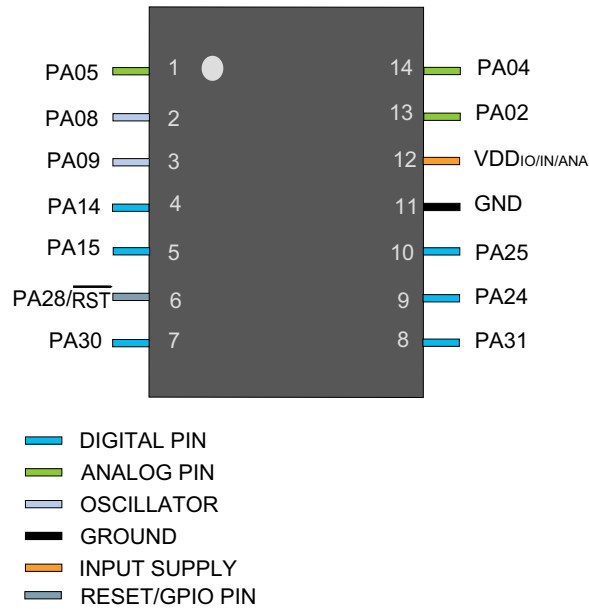 PA05 1 14 PA04
PA08 2 13 PA02
PA09 3 12 VDDIO/IN/ANA
PA14 4 11 GND
PA15 5 10 PA25
PA28/RST 6 9 PA24
PA30 7 8 PA31
DIGITAL PIN
ANALOG PIN
OSCILLATOR
GROUND
INPUT SUPPLY
RESET/GPIO PIN